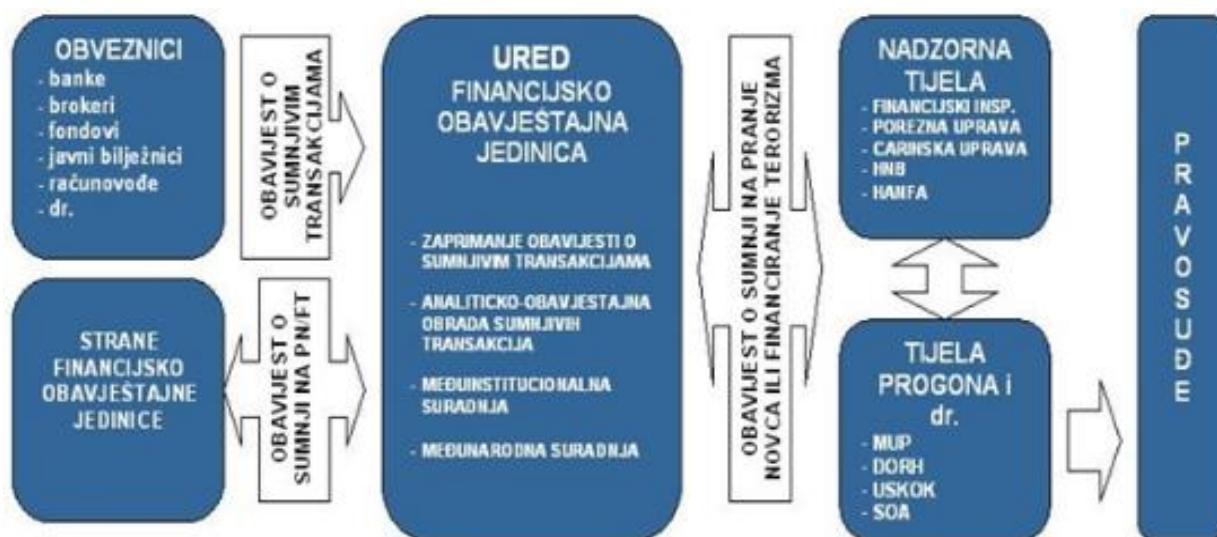 OBVEZNICI
- banke
- brokeri
- fondovi
- javni bilježnici
- računovođe
- dr.
OBAVIJEST O
SUMNJIVIM
TRANSAKCIJAMA
STRANE
FINANCIJSKO
OBAVJEŠTAJNE
JEDINICE
OBAVIJEST O
SUMNJI NA PN/FT
URED
FINANCIJSKO
OBAVJEŠTAJNA
JEDINICA
- ZAPRIMANJE OBAVIJESTI O
SUMNJIVIM TRANSAKCIJAMA
- ANALITICKO-OBAVJESTAJNA
OBRADA SUMNJIVIH
TRANSAKCIJA
- MEĐUINSTITUCIONALNA
SURADNJA
- MEĐUNARODNA SURADNJA
OBAVIJEST O SUMNJI NA PRANJE
NOVCA ILI FINANCIRANJE TERORIZMA
NADZORNA
TIJELA
- FINANCIJSKI INSP.
- POREZNA UPRAVA
- CARINSKA UPRAVA
- HNB
- HANFA
TIJELA
PROGONA i
dr.
- MUP
- DORH
- USKOK
- SOA
PRAVOSUĐE